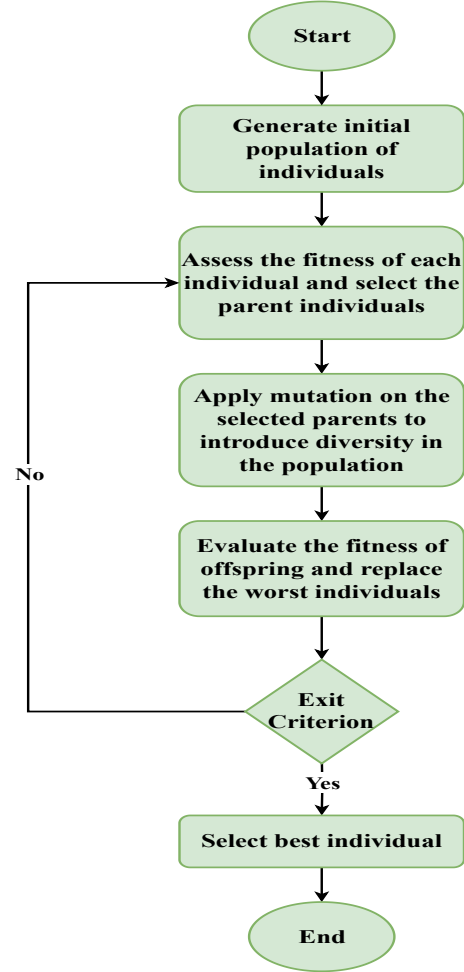 Start
Generate initial
population of
individuals
Assess the fitness of each
individual and select the
parent individuals
Apply mutation on the
selected parents to
introduce diversity in
the population
No
Evaluate the fitness of
offspring and replace
the worst individuals
Exit
Criterion
Yes
Select best individual
End